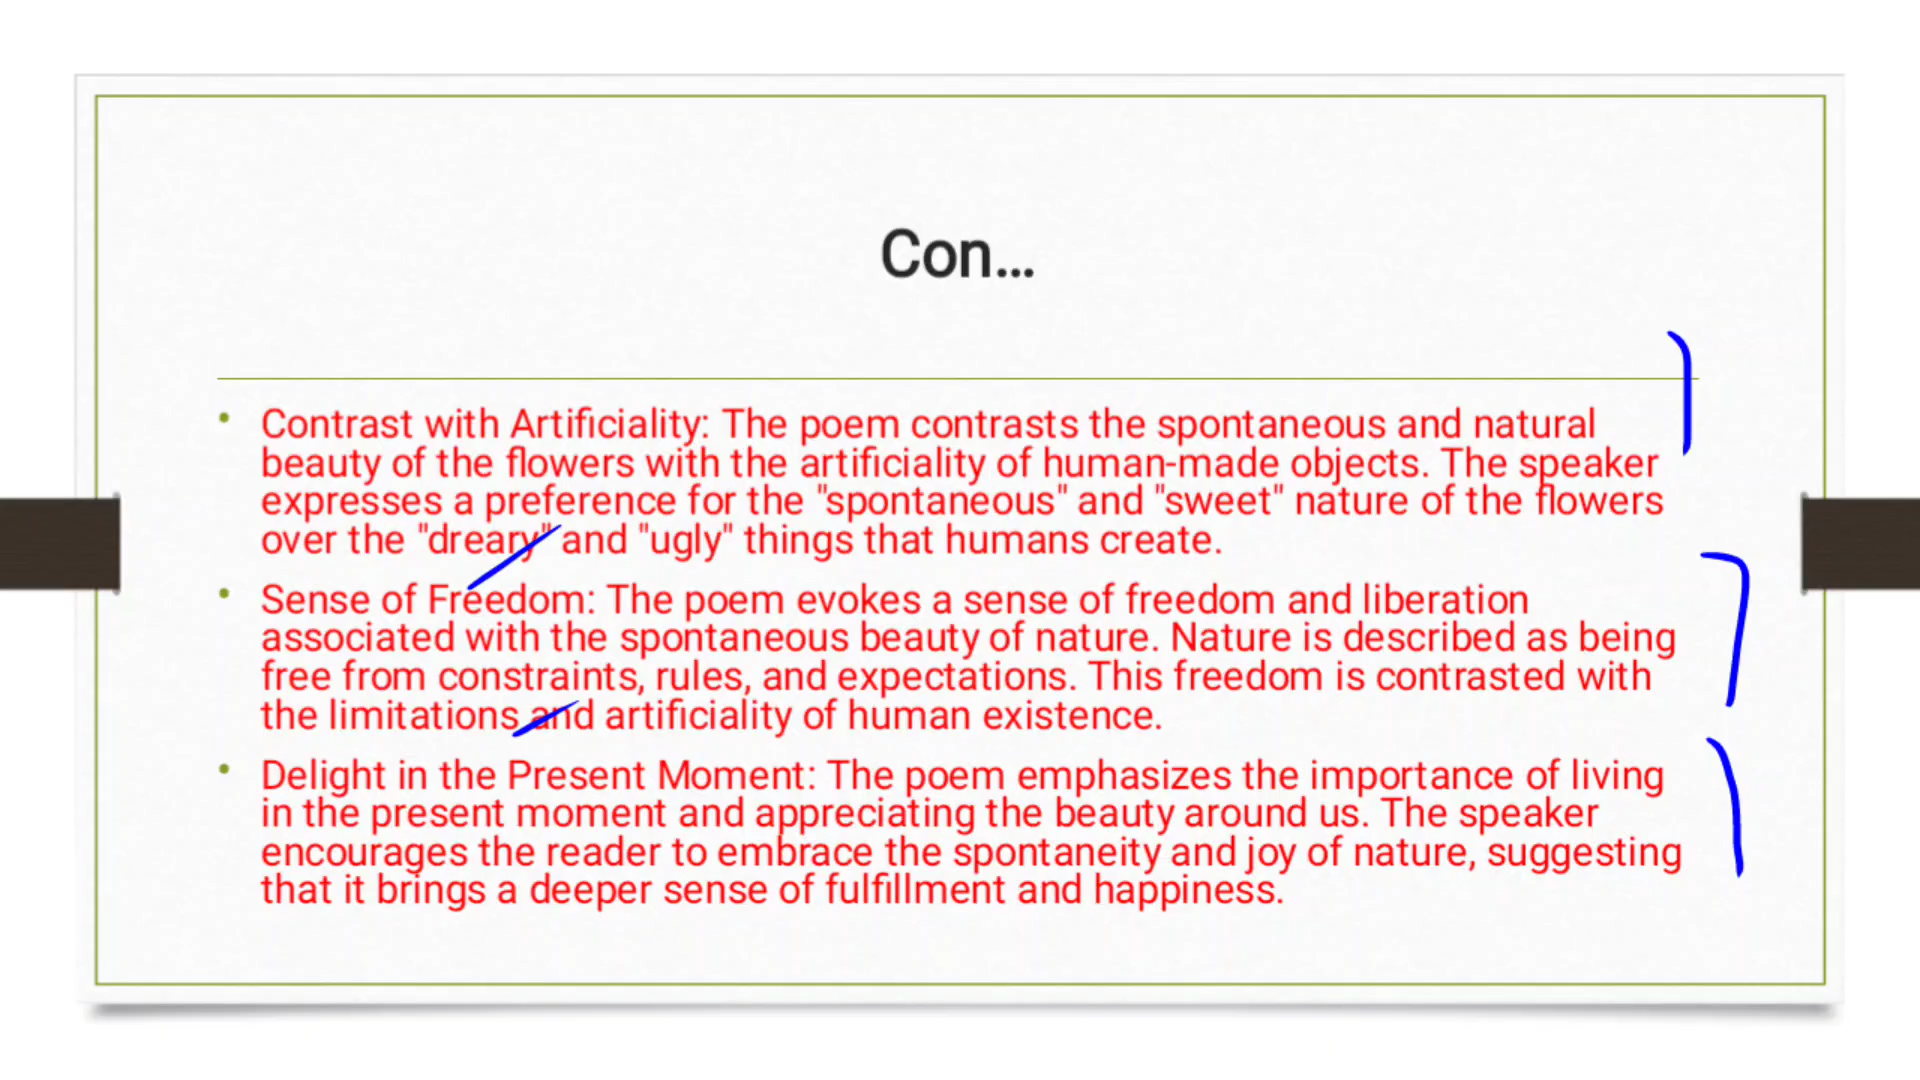 Con...
• Contrast with Artificiality: The poem contrasts the spontaneous and natural
beauty of the flowers with the artificiality of human-made objects. The speaker
expresses a preference for the "spontaneous" and "sweet" nature of the flowers
over the "dreary" and "ugly" things that humans create.
• Sense of Freedom: The poem evokes a sense of freedom and liberation
associated with the spontaneous beauty of nature. Nature is described as being
free from constraints, rules, and expectations. This freedom is contrasted with
the limitations and artificiality of human existence.
• Delight in the Present Moment: The poem emphasizes the importance of living
in the present moment and appreciating the beauty around us. The speaker
encourages the reader to embrace the spontaneity and joy of nature, suggesting
that it brings a deeper sense of fulfillment and happiness.